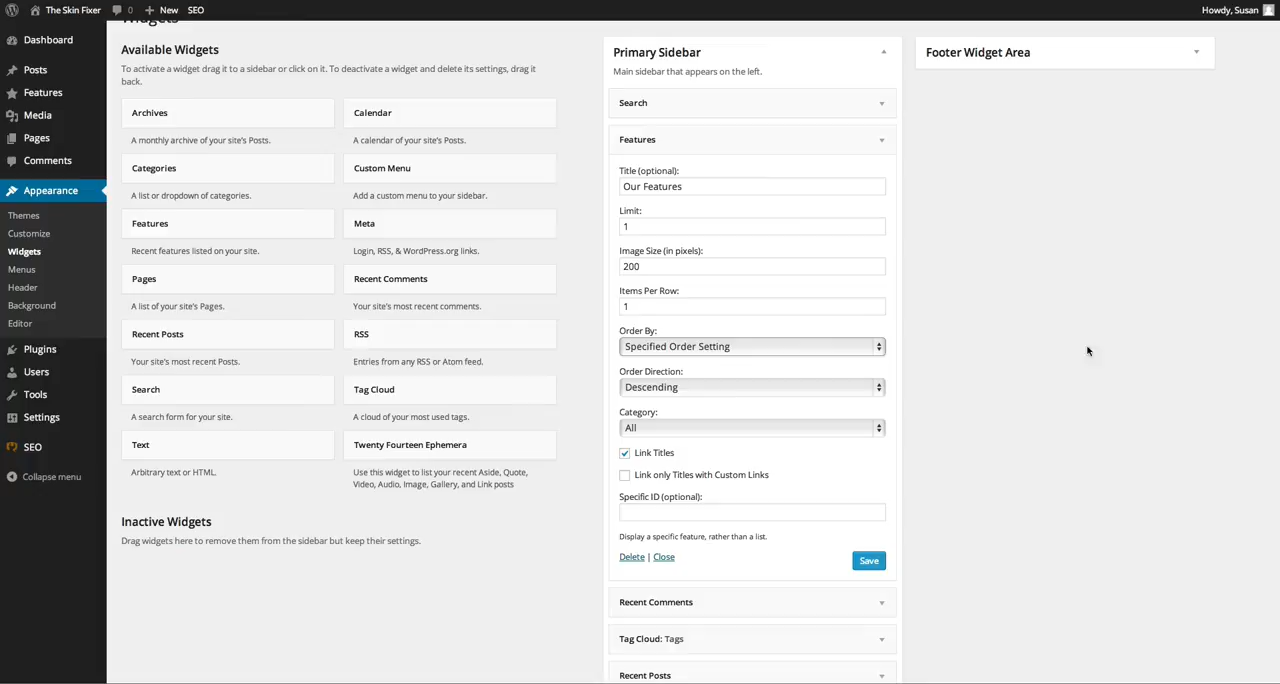 The Skin Fixer 0 New SEO Howdy, Susan
Widgets
Dashboard
Posts
Features
Media
Pages
Comments
Appearance
Themes
Customize
Widgets
Menus
Header
Background
Editor
Plugins
Users
Tools
Settings
SEO
Collapse menu
Available Widgets
To activate a widget drag it to a sidebar or click on it. To deactivate a widget and delete its settings, drag it
back.
Archives
A monthly archive of your site's Posts.
Calendar
A calendar of your site's Posts.
Categories
A list or dropdown of categories.
Custom Menu
Add a custom menu to your sidebar.
Features
Recent features listed on your site.
Meta
Login, RSS, & WordPress.org links.
Pages
A list of your site's Pages.
Recent Comments
Your site's most recent comments.
Recent Posts
Your site's most recent Posts.
RSS
Entries from any RSS or Atom feed.
Search
A search form for your site.
Tag Cloud
A cloud of your most used tags.
Text
Arbitrary text or HTML.
Twenty Fourteen Ephemera
Use this widget to list your recent Aside, Quote,
Video, Audio, Image, Gallery, and Link posts
Inactive Widgets
Drag widgets here to remove them from the sidebar but keep their settings.
Primary Sidebar
Main sidebar that appears on the left.
Search
Features
Title (optional):
Our Features
Limit:
1
Image Size (in pixels):
200
Items Per Row:
1
Order By:
Specified Order Setting
Order Direction:
Descending
Category:
All
Link Titles
Link only Titles with Custom Links
Specific ID (optional):
Display a specific feature, rather than a list.
Delete | Close
Save
Recent Comments
Tag Cloud: Tags
Recent Posts
Footer Widget Area